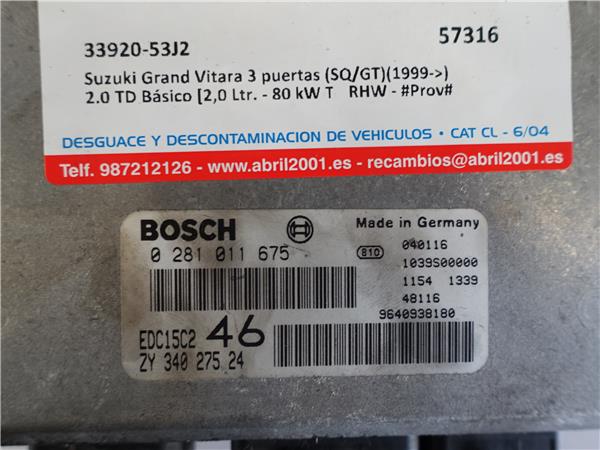 33920-53J2 57316
Suzuki Grand Vitara 3 puertas (SQ/GT)(1999->)
2.0 TD Básico [2,0 Ltr. - 80 kW T RHW - #Prov#
DESGUACE Y DESCONTAMINACIÓN DE VEHICULOS • CAT CL - 6/04
Telf. 987212126 - www.abril2001.es - recambios@abril2001.es
BOSCH Made in Germany
0 281 011 675 810 040116
1039S00000
1154 1339
48116
9640938180
EDC15C2 46
ZY 340 275 24